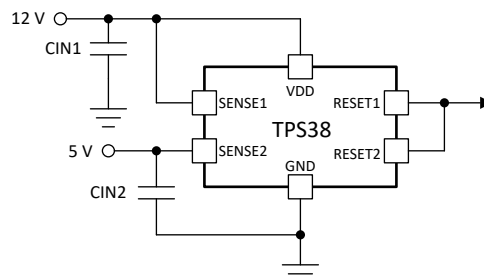 12 V
CIN1
VDD
SENSE1
RESET1
TPS38
5 V
SENSE2
RESET2
GND
CIN2